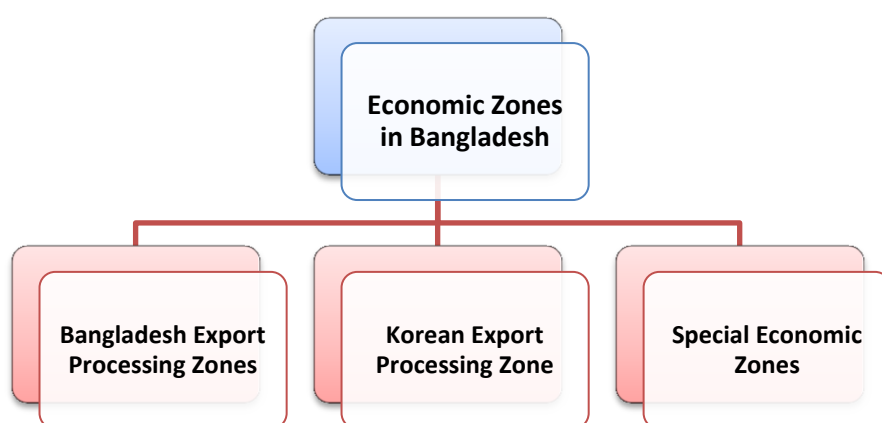 Economic Zones
in Bangladesh
Bangladesh Export
Processing Zones
Korean Export
Processing Zone
Special Economic
Zones